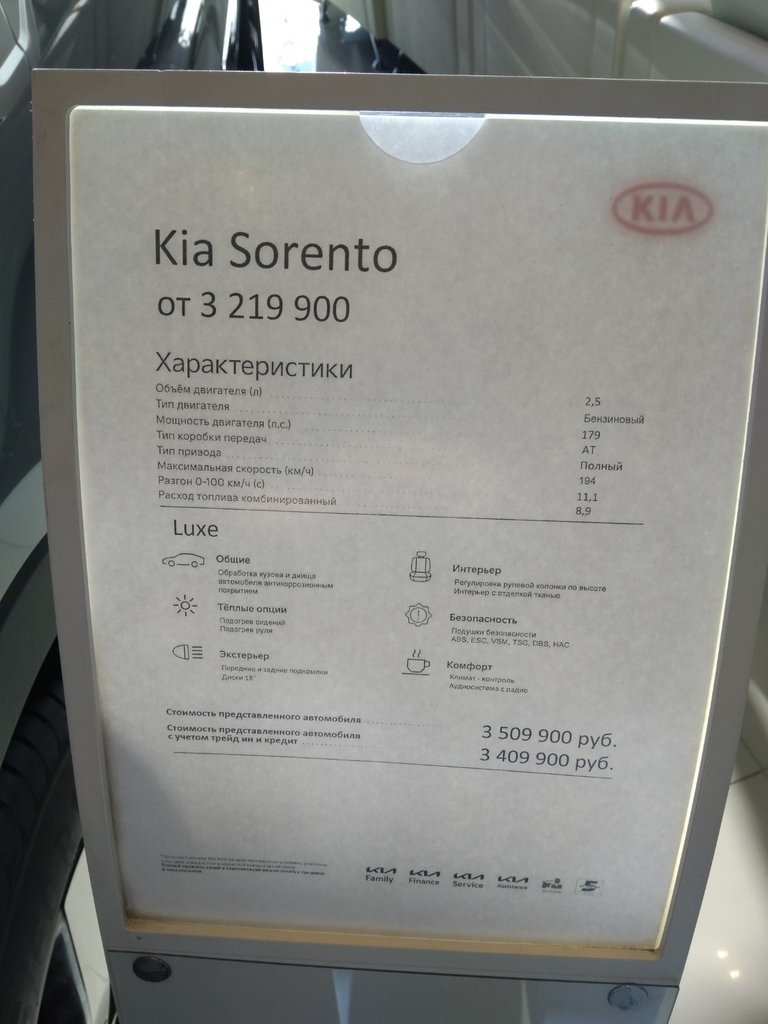 KIA
Kia Sorento
от 3 219 900
Характеристики
Объём двигателя (л) 2,5
Тип двигателя Бензиновый
Мощность двигателя (л.с.) 179
Тип коробки передач АТ
Тип привода Полный
Максимальная скорость (км/ч) 194
Разгон 0-100 км/ч (с) 11,1
Расход топлива комбинированный 8,9
Luxe
Общие
Обработка кузова и днища
автомобиля антикоррозионным
покрытием
Тёплые опции
Подогрев сидений
Подогрев руля
Экстерьер
Передние и задние подкрылки
Диски 18"
Интерьер
Регулировка рулевой колонки по высоте
Интерьер с отделкой тканью
Безопасность
Подушки безопасности
ABS, ESC, VSM, TSC, DBS, HAC
Комфорт
Климат - контроль
Аудиосистема с радио
Стоимость представленного автомобиля 3 509 900 руб.
Стоимость представленного автомобиля
с учетом трейд ин и кредит 3 409 900 руб.
KIA Family
KIA Finance
KIA Service
KIA Assistance